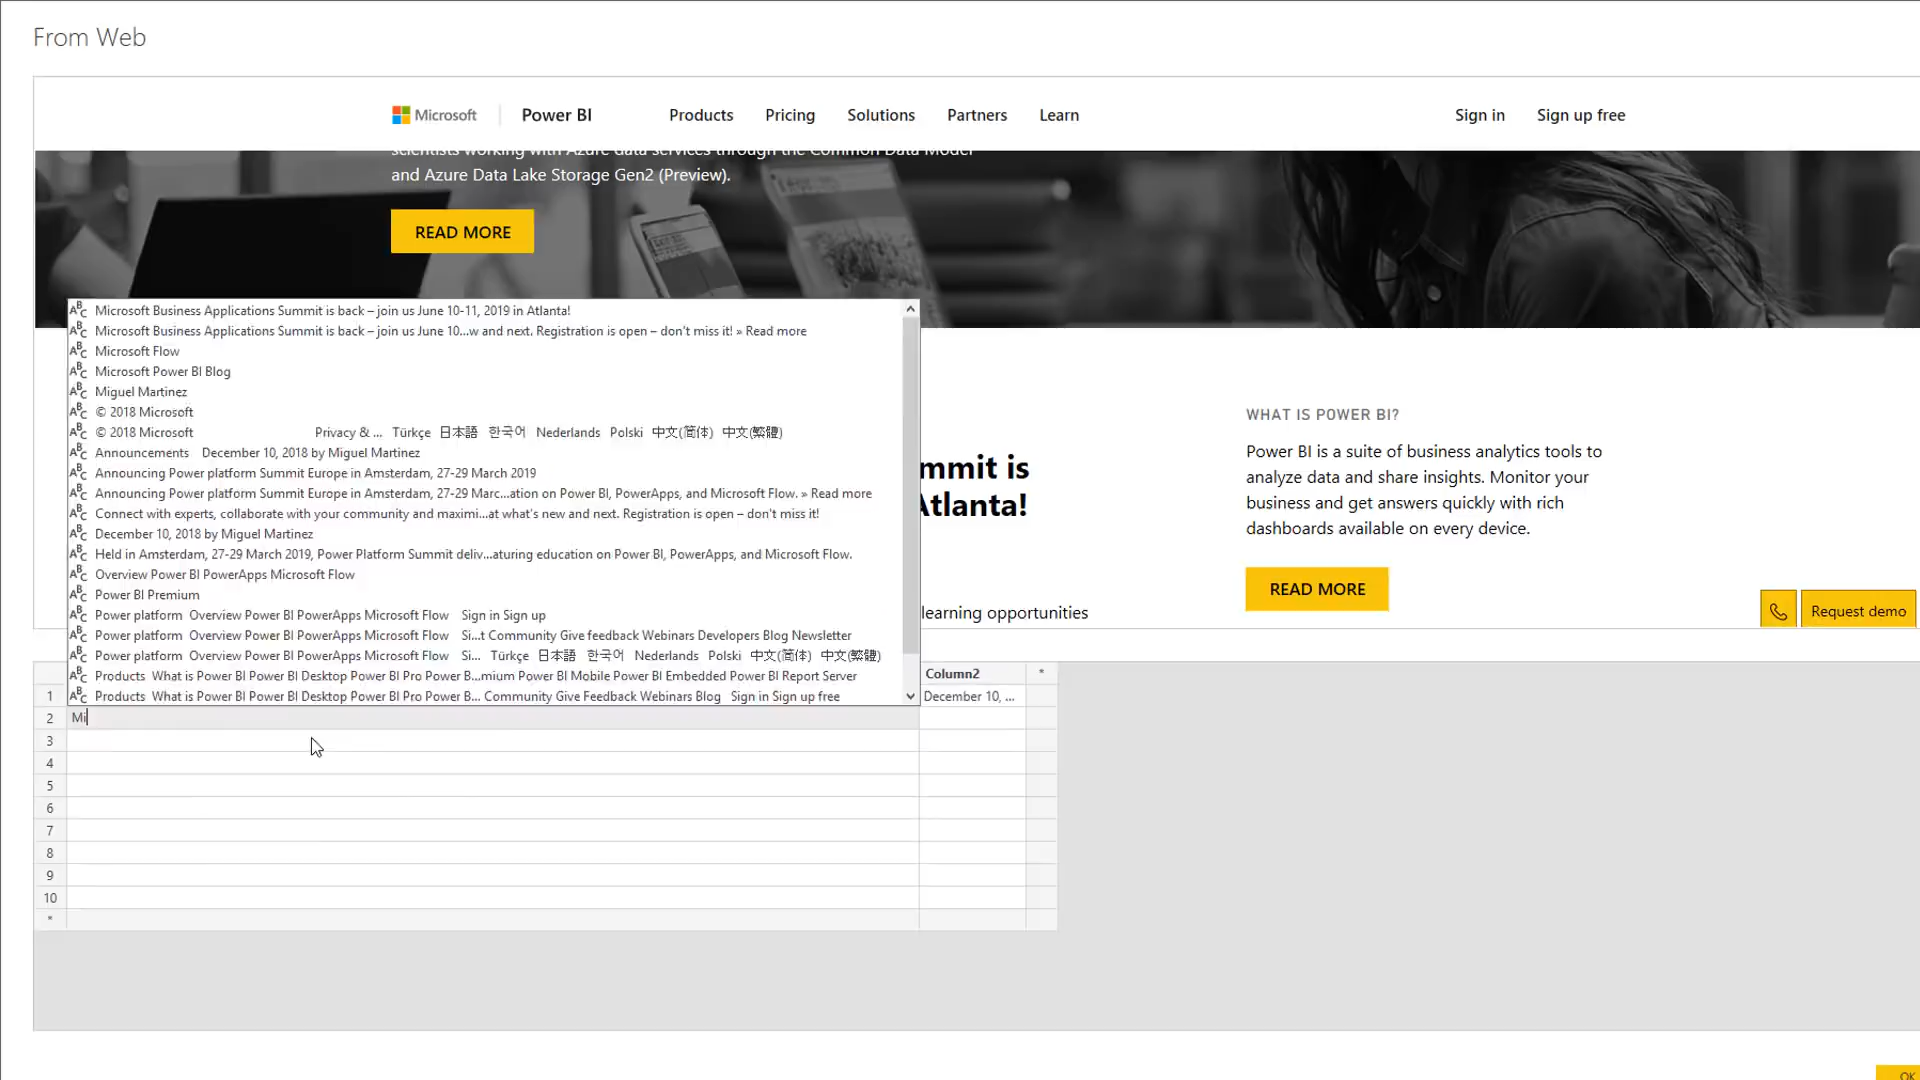 From Web
Microsoft Power BI Products Pricing Solutions Partners Learn Sign in Sign up free
scientists working with Azure data services through the Common Data Model
and Azure Data Lake Storage Gen2 (Preview).
READ MORE
Microsoft Business Applications Summit is back – join us June 10-11, 2019 in Atlanta!
Microsoft Business Applications Summit is back – join us June 10...w and next. Registration is open – don't miss it! » Read more
Microsoft Flow
Microsoft Power BI Blog
Miguel Martinez
© 2018 Microsoft
© 2018 Microsoft Privacy & ... Türkçe 日本語 한국어 Nederlands Polski 中文(简体) 中文(繁體)
Announcements December 10, 2018 by Miguel Martinez
Announcing Power platform Summit Europe in Amsterdam, 27-29 March 2019
Announcing Power platform Summit Europe in Amsterdam, 27-29 Marc...ation on Power BI, PowerApps, and Microsoft Flow. » Read more
Connect with experts, collaborate with your community and maximi...at what's new and next. Registration is open – don't miss it!
December 10, 2018 by Miguel Martinez
Held in Amsterdam, 27-29 March 2019, Power Platform Summit deliv...aturing education on Power BI, PowerApps, and Microsoft Flow.
Overview Power BI PowerApps Microsoft Flow
Power BI Premium
Power platform Overview Power BI PowerApps Microsoft Flow Sign in Sign up
Power platform Overview Power BI PowerApps Microsoft Flow Si...t Community Give feedback Webinars Developers Blog Newsletter
Power platform Overview Power BI PowerApps Microsoft Flow Si... Türkçe 日本語 한국어 Nederlands Polski 中文(简体) 中文(繁體)
Products What is Power BI Power BI Desktop Power BI Pro Power B...mium Power BI Mobile Power BI Embedded Power BI Report Server
Products What is Power BI Power BI Desktop Power BI Pro Power B... Community Give Feedback Webinars Blog Sign in Sign up free
mmit is
Atlanta!
learning opportunities
WHAT IS POWER BI?
Power BI is a suite of business analytics tools to
analyze data and share insights. Monitor your
business and get answers quickly with rich
dashboards available on every device.
READ MORE
Request demo
Column2 *
1 December 10, ...
2 Mi
3
4
5
6
7
8
9
10
*
OK